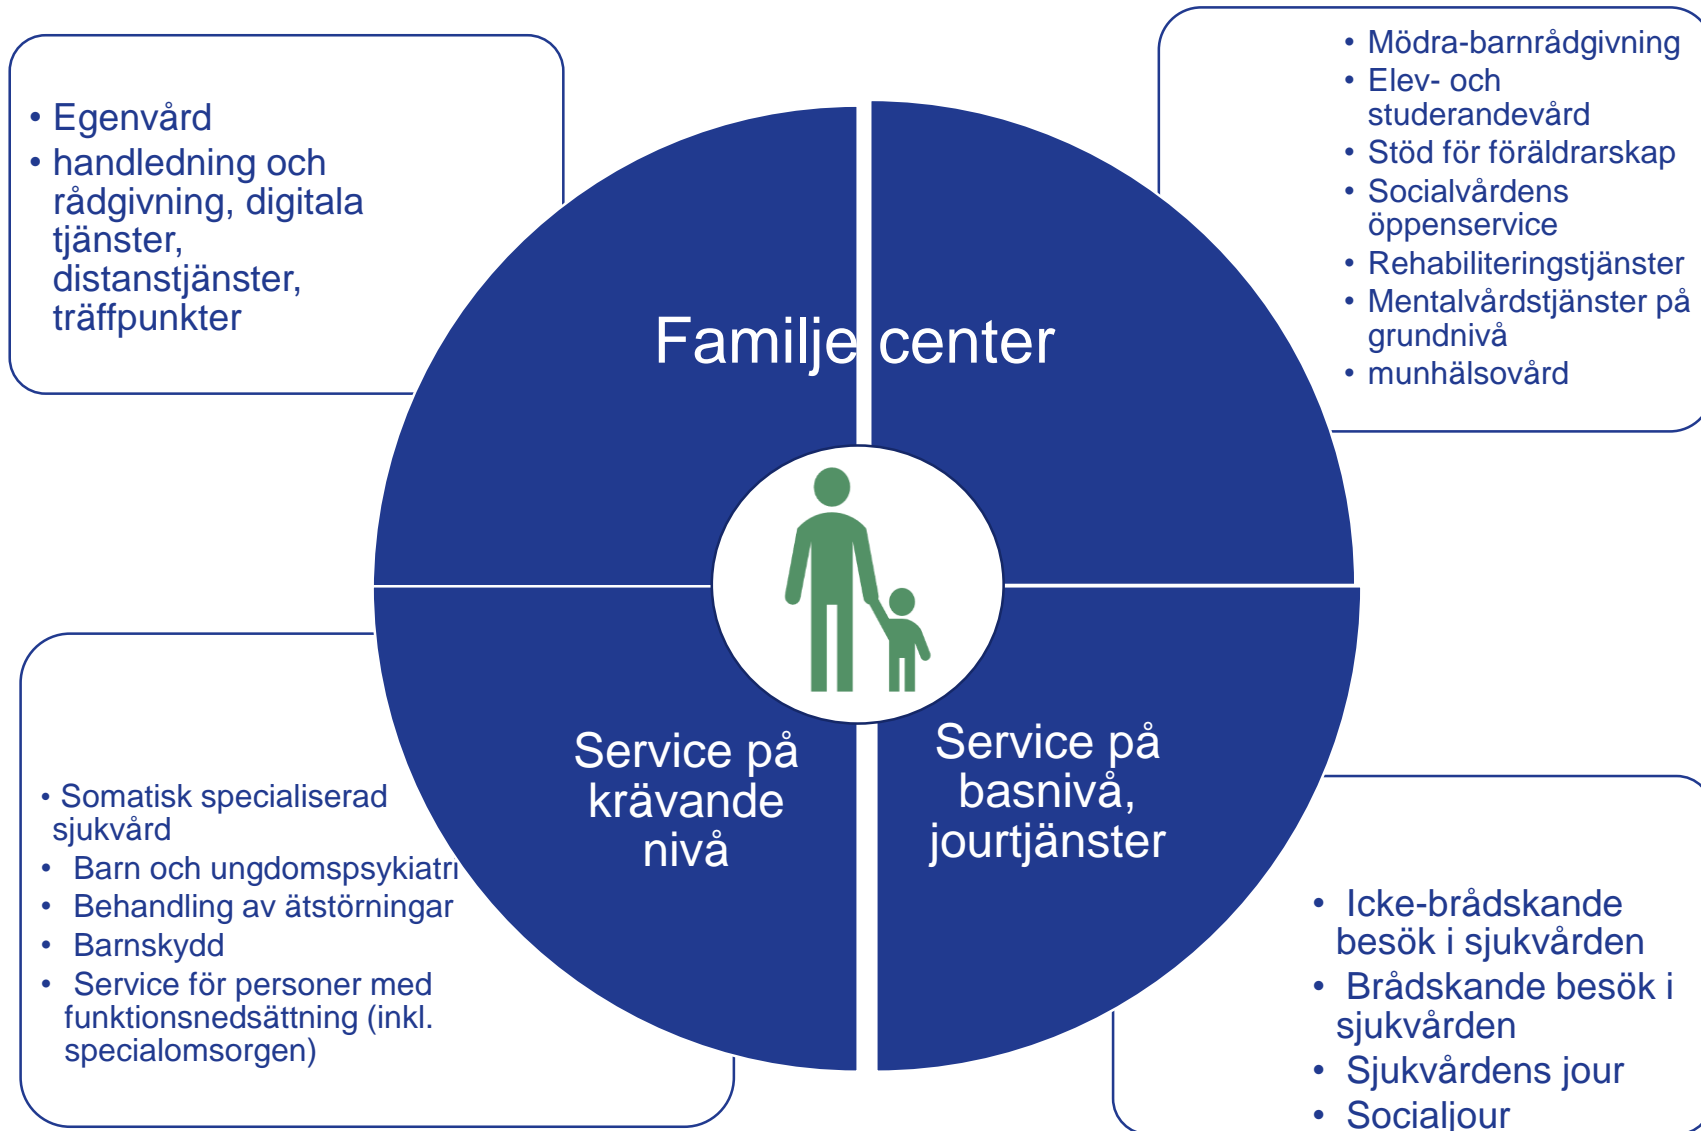 • Egenvård
• handledning och
rådgivning, digitala
tjänster,
distanstjänster,
träffpunkter
• Mödra-barnrådgivning
• Elev- och
studerandevård
• Stöd för föräldrarskap
• Socialvårdens
öppenservice
• Rehabiliteringstjänster
• Mentalvårdstjänster på
grundnivå
• munhälsovård
Familje center
Service på
krävande
nivå
Service på
basnivå,
jourtjänster
• Somatisk specialiserad
sjukvård
• Barn och ungdomspsykiatri
• Behandling av ätstörningar
• Barnskydd
• Service för personer med
funktionsnedsättning (inkl.
specialomsorgen)
• Icke-brådskande
besök i sjukvården
• Brådskande besök i
sjukvården
• Sjukvårdens jour
• Socialjour